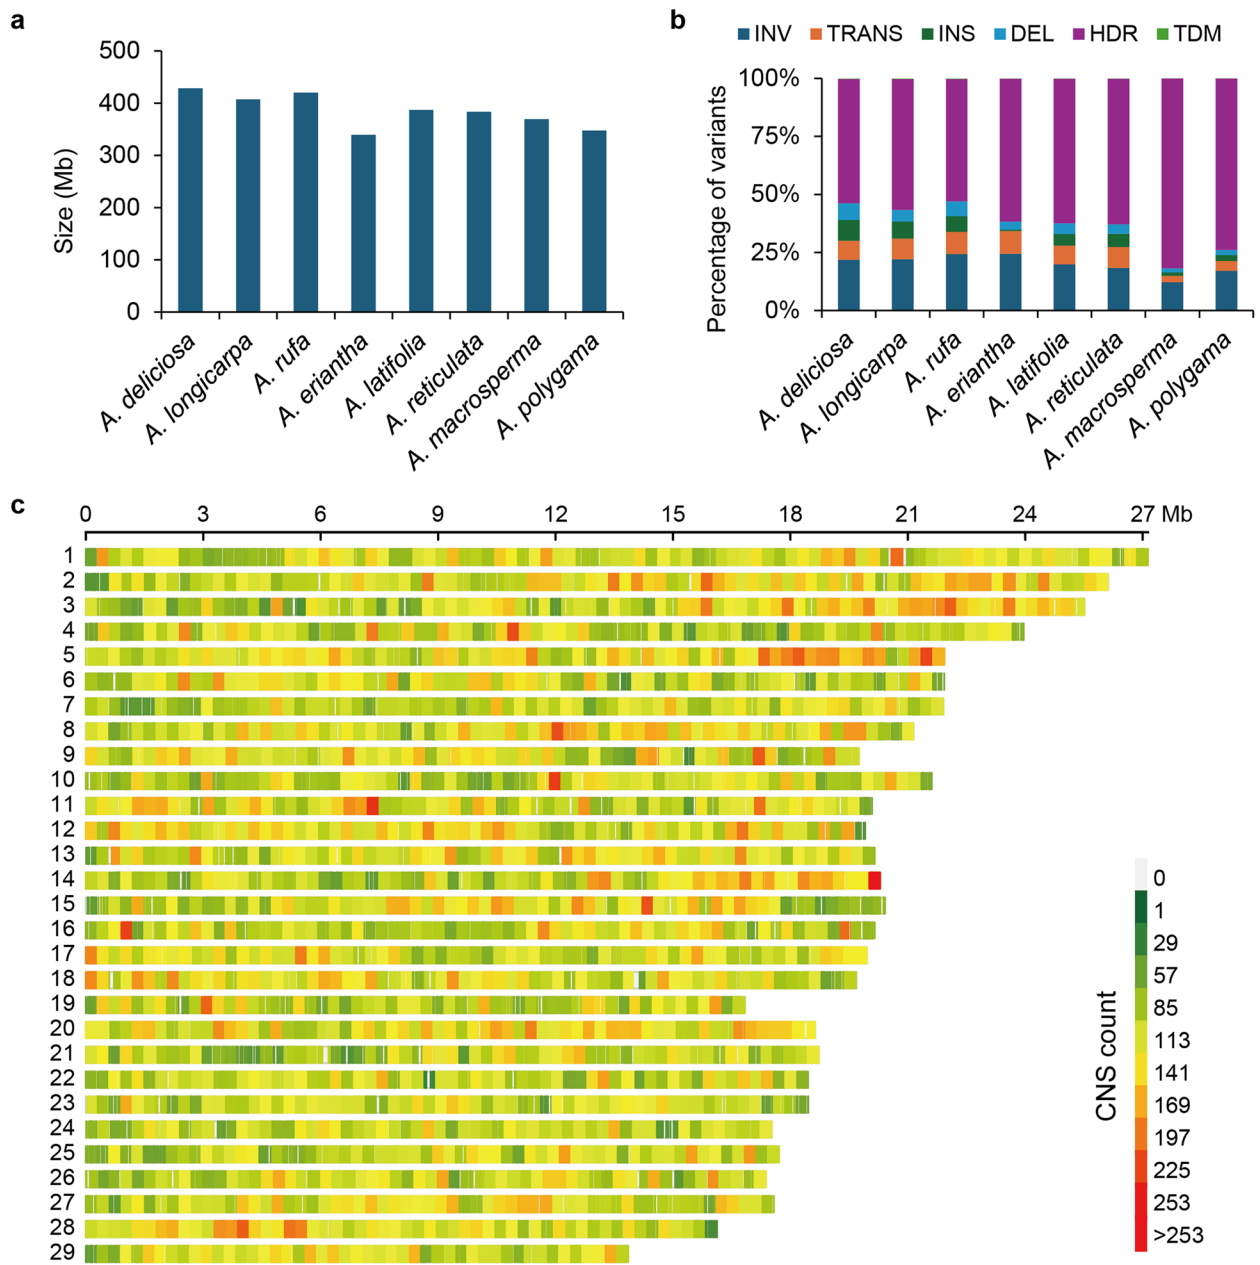 a
500
400
300
200
100
0
Size (Mb)
A. deliciosa
A. longicarpa
A. rufa
A. eriantha
A. latifolia
A. reticulata
A. macrosperma
A. polygama
b
INV TRANS INS DEL HDR TDM
100%
75%
50%
25%
0%
Percentage of variants
A. deliciosa
A. longicarpa
A. rufa
A. eriantha
A. latifolia
A. reticulata
A. macrosperma
A. polygama
c
0 3 6 9 12 15 18 21 24 27 Mb
1
2
3
4
5
6
7
8
9
10
11
12
13
14
15
16
17
18
19
20
21
22
23
24
25
26
27
28
29
CNS count
0
1
29
57
85
113
141
169
197
225
253
>253